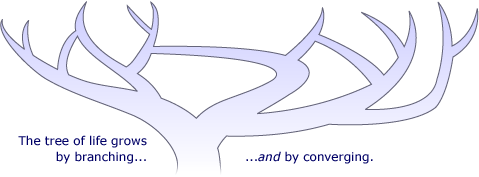 The tree of life grows
by branching...
...and by converging.